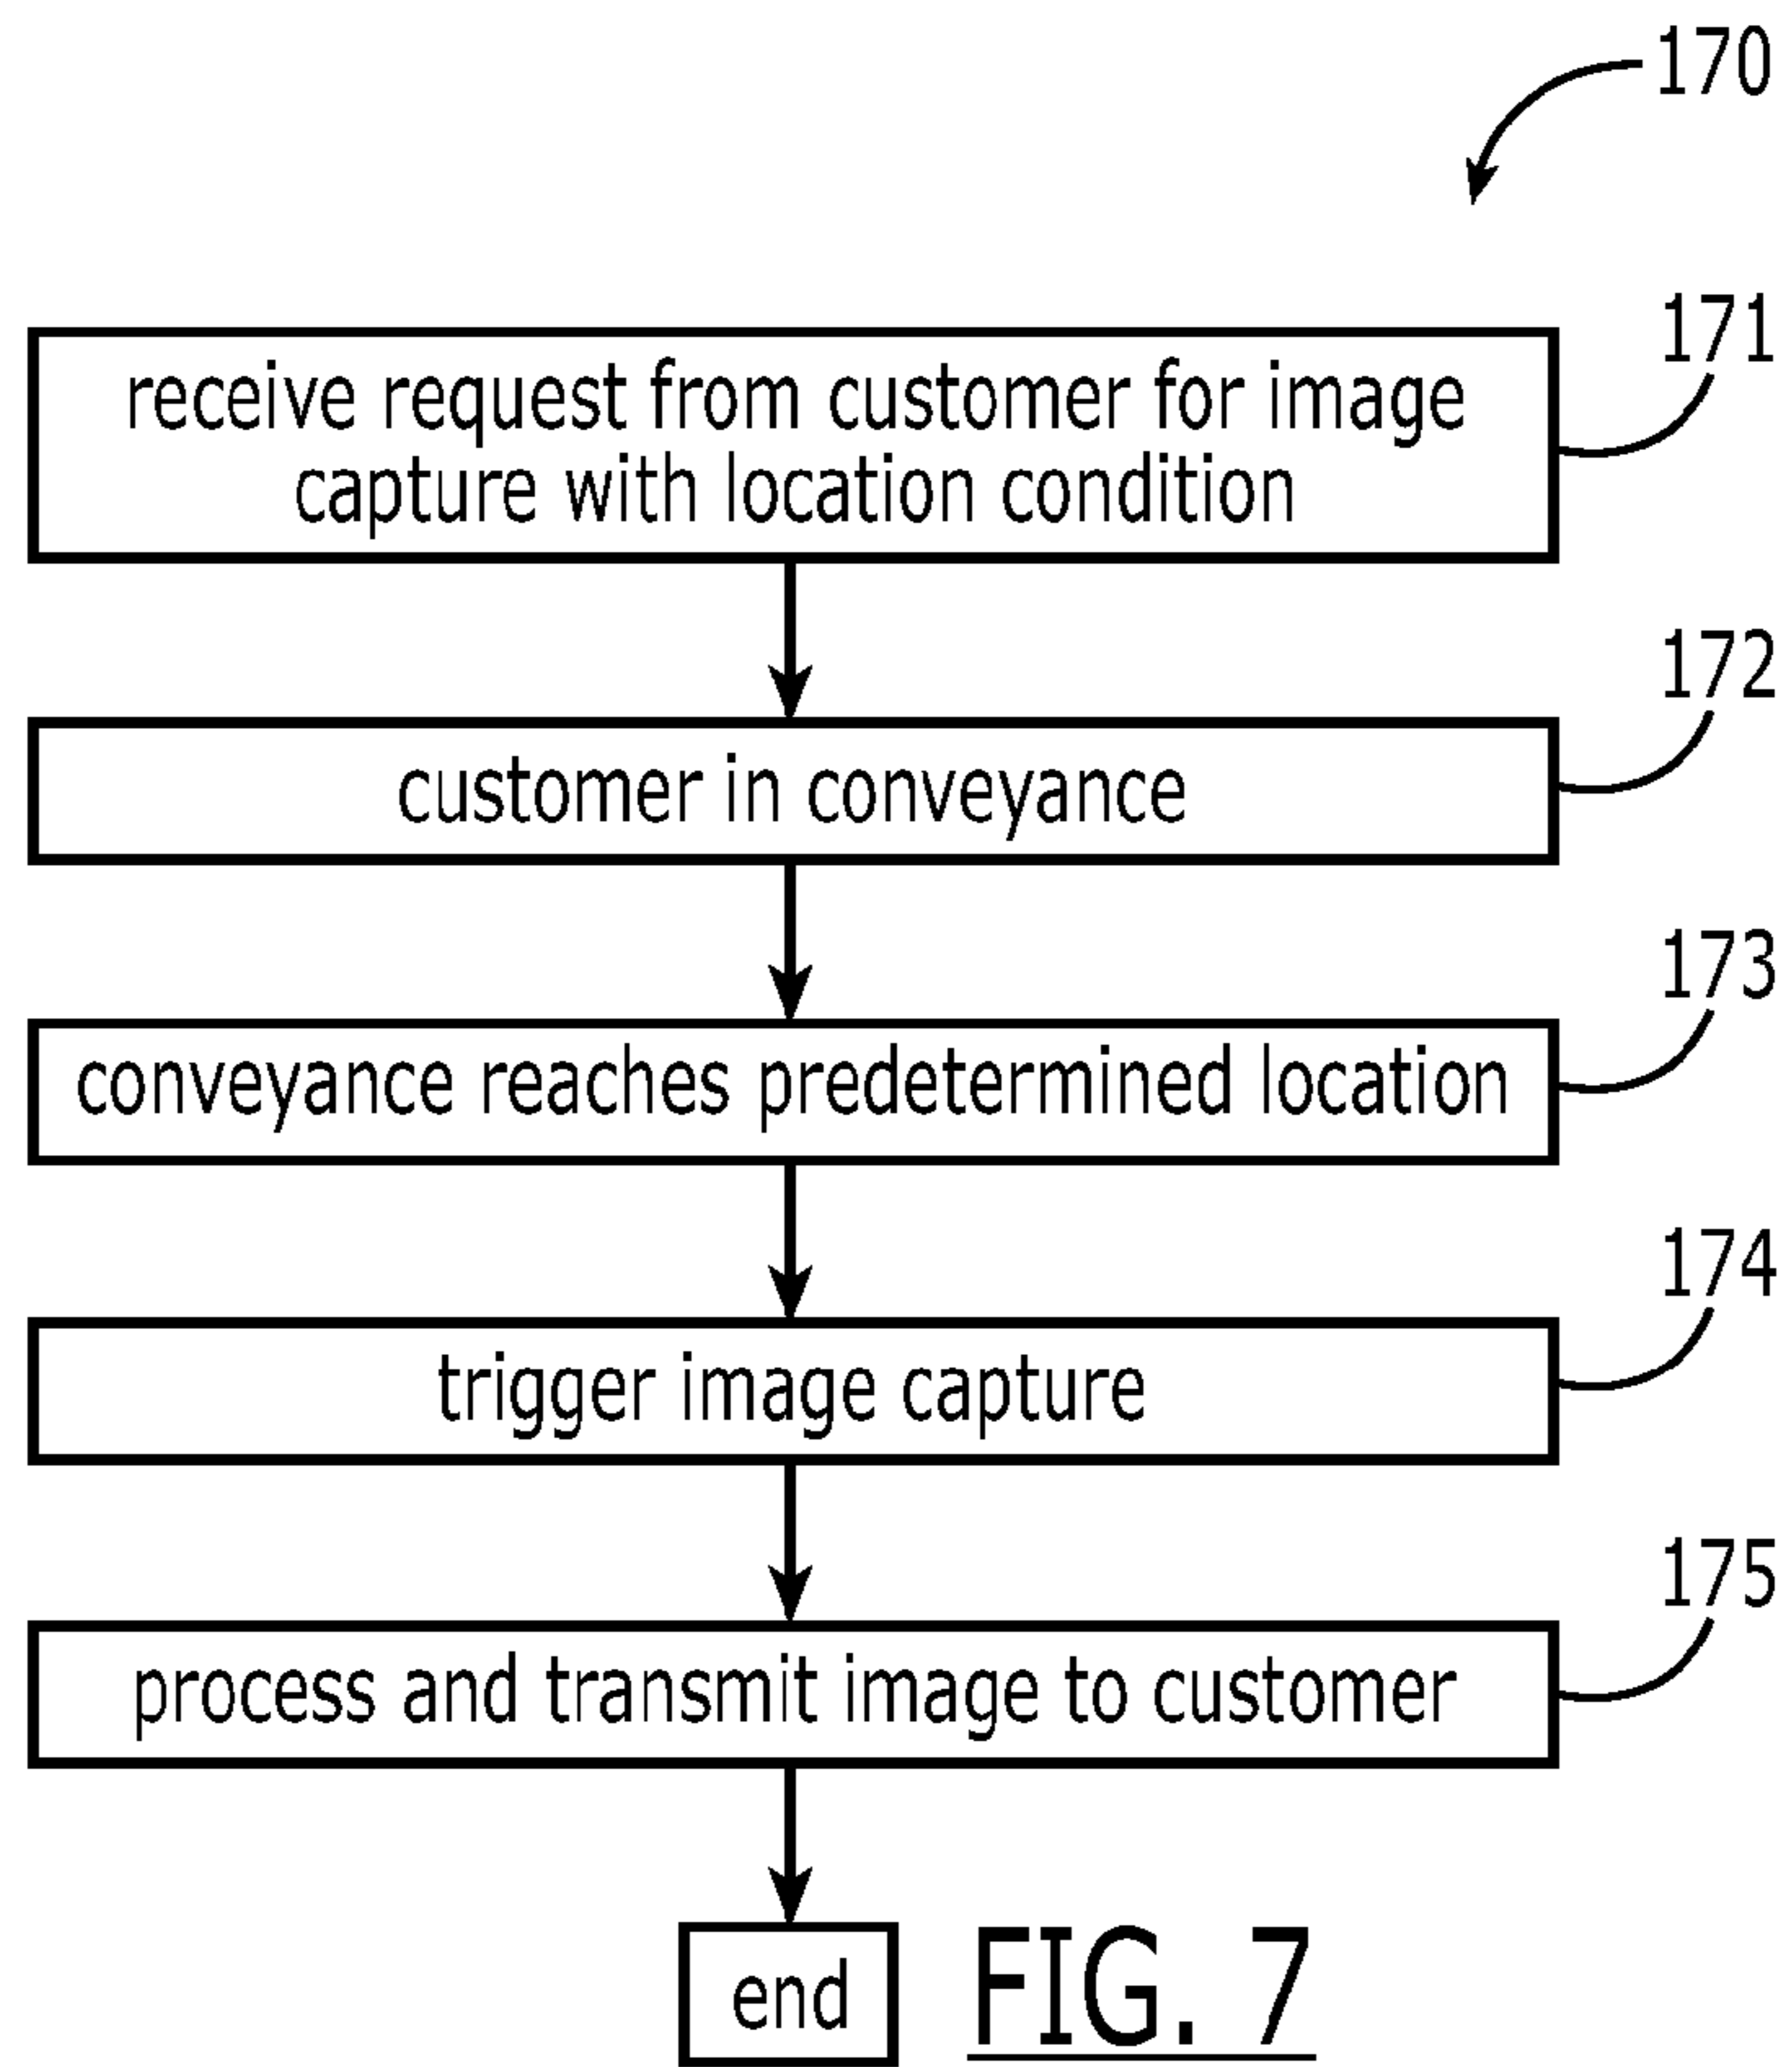 170
171
receive request from customer for image
capture with location condition
172
customer in conveyance
173
conveyance reaches predetermined location
174
trigger image capture
175
process and transmit image to customer
end
FIG. 7